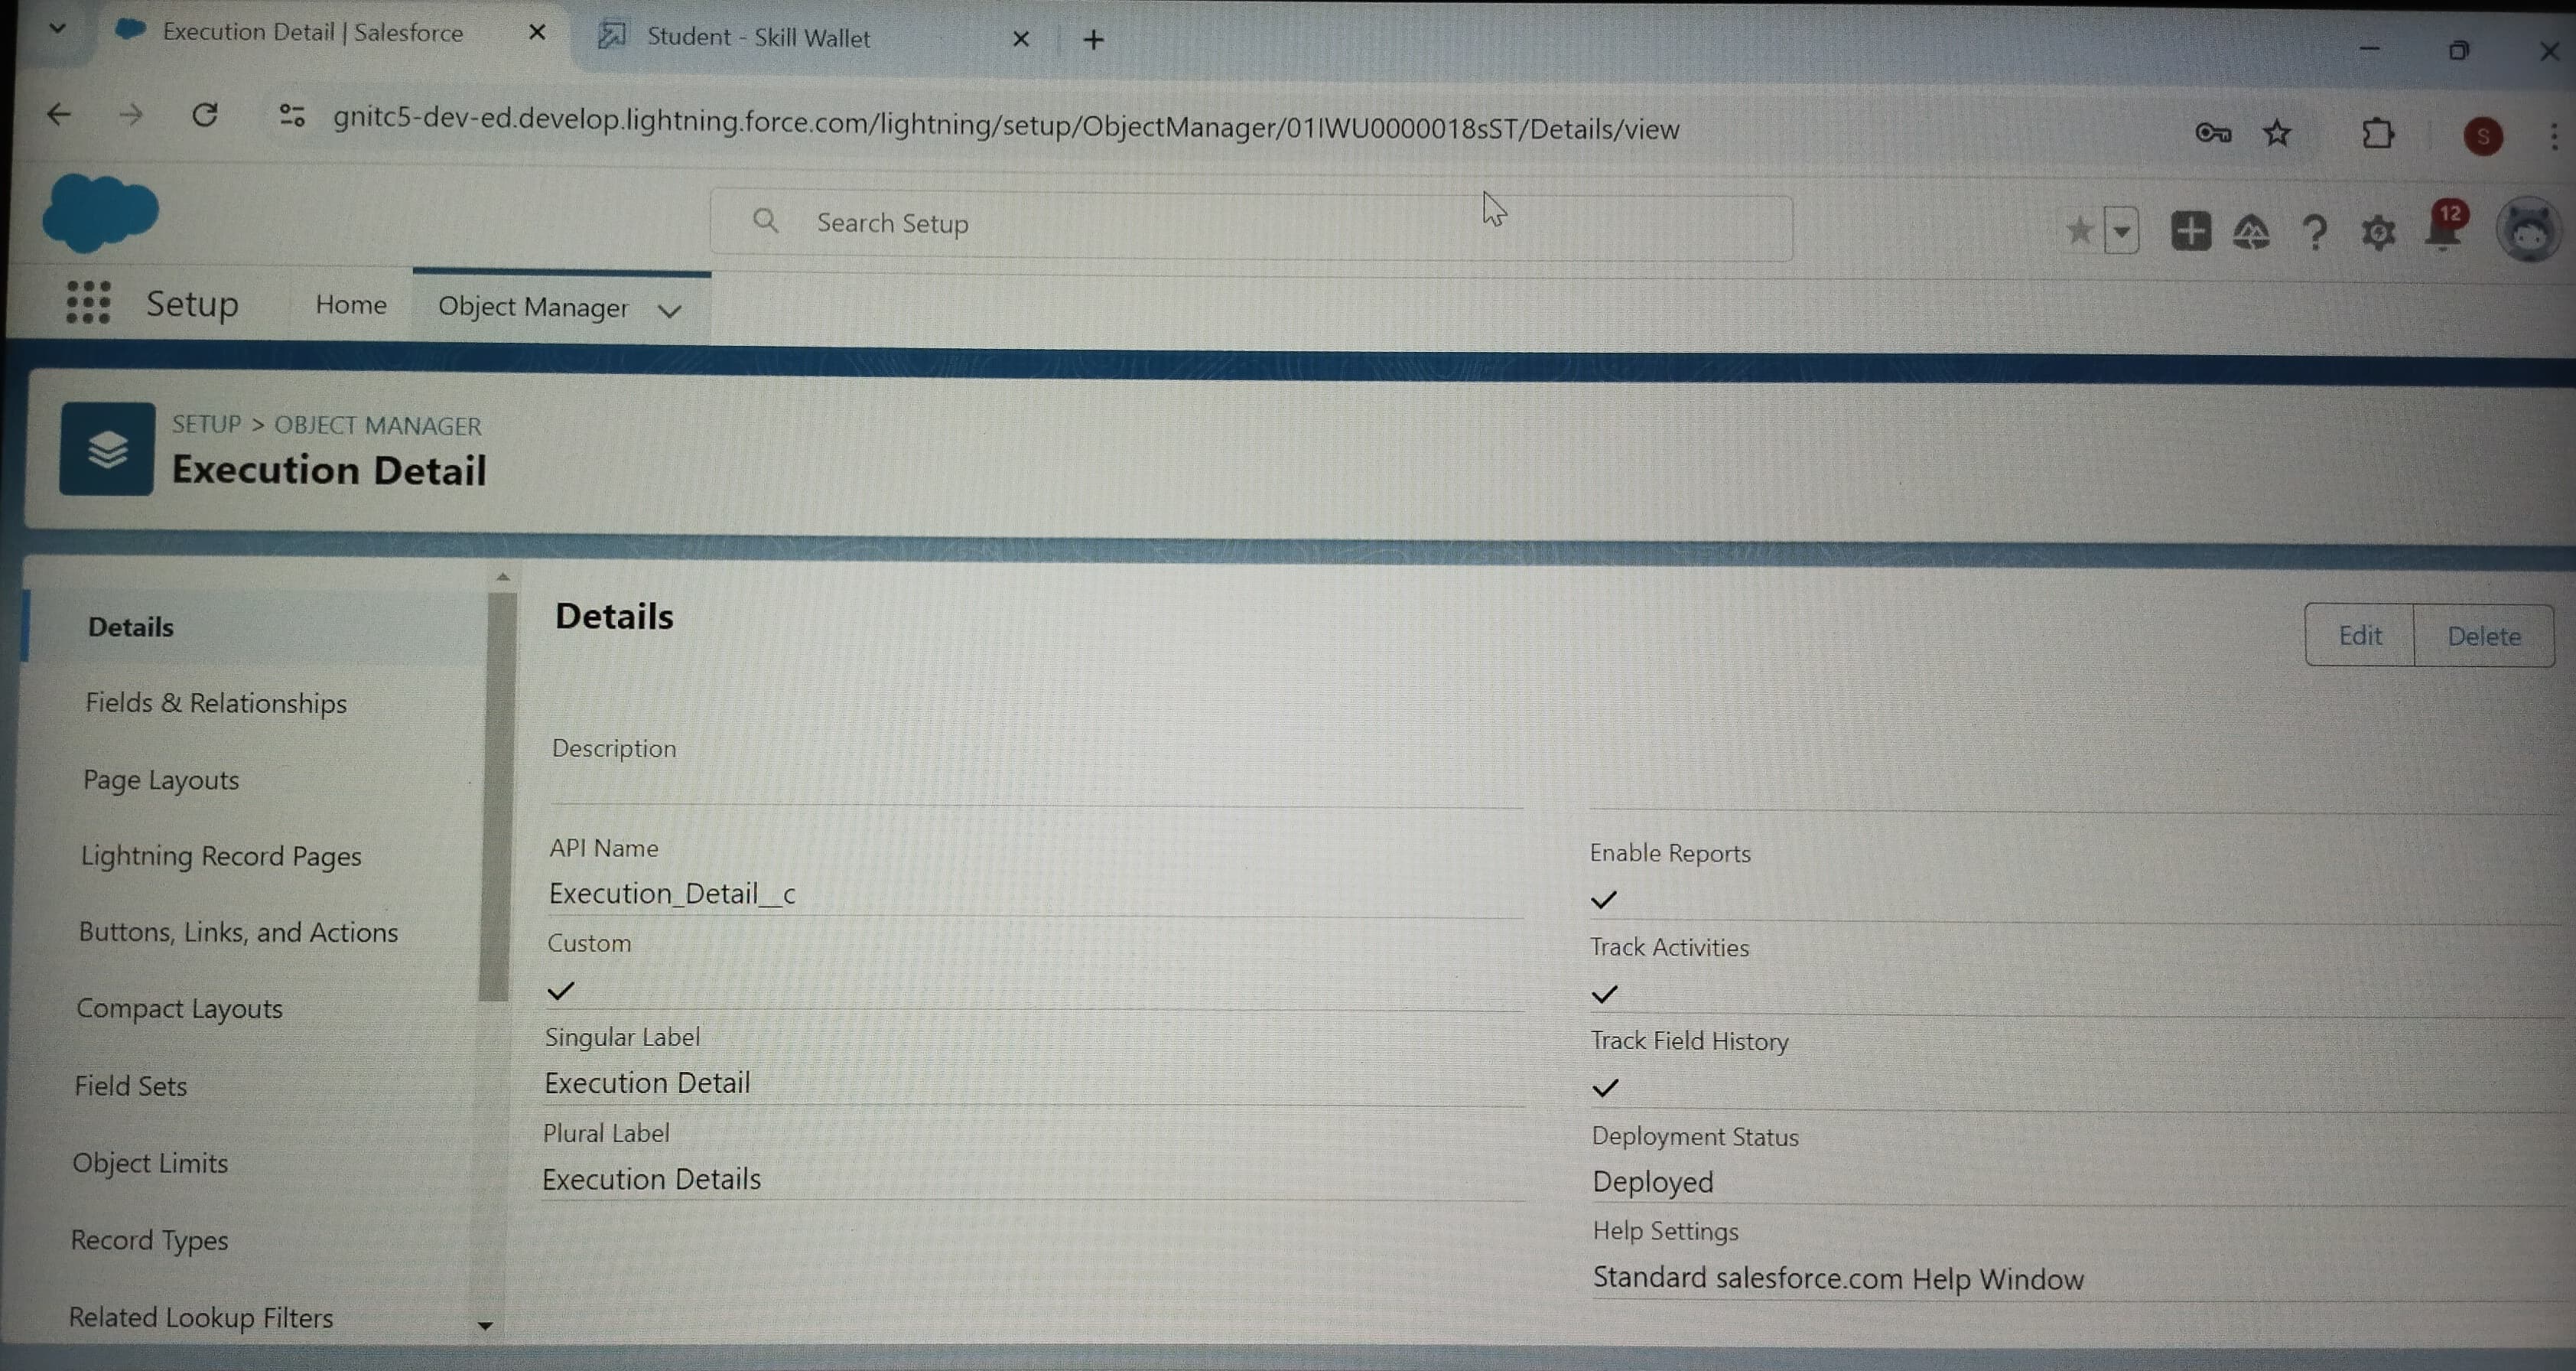 Execution Detail | Salesforce
Student - Skill Wallet
gnitc5-dev-ed.develop.lightning.force.com/lightning/setup/ObjectManager/01IWU0000018sST/Details/view
S
Search Setup
12
Setup
Home
Object Manager
SETUP > OBJECT MANAGER
Execution Detail
Details
Fields & Relationships
Page Layouts
Lightning Record Pages
Buttons, Links, and Actions
Compact Layouts
Field Sets
Object Limits
Record Types
Related Lookup Filters
Details
Edit
Delete
Description
API Name
Execution_Detail__c
Custom
Singular Label
Execution Detail
Plural Label
Execution Details
Enable Reports
Track Activities
Track Field History
Deployment Status
Deployed
Help Settings
Standard salesforce.com Help Window